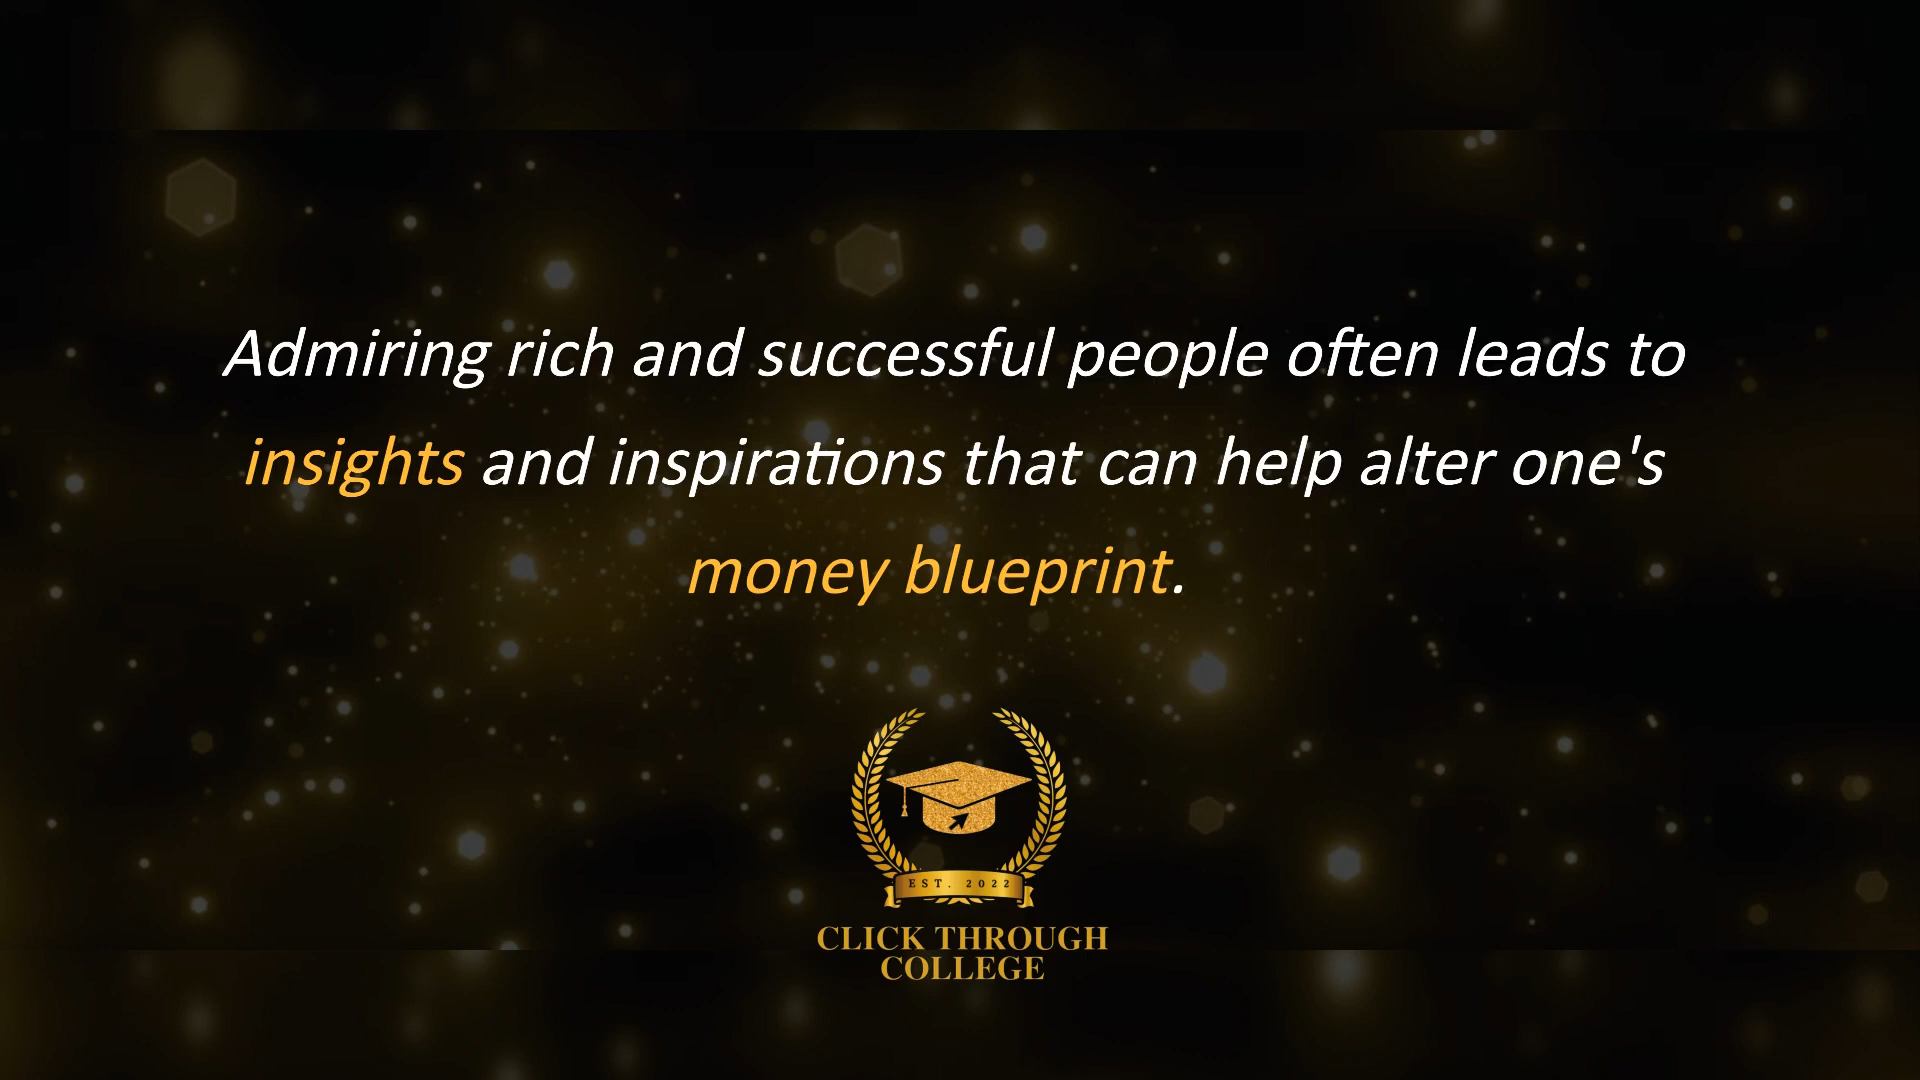 Admiring rich and successful people often leads to
insights and inspirations that can help alter one's
money blueprint.
EST. 2022
CLICK THROUGH
COLLEGE